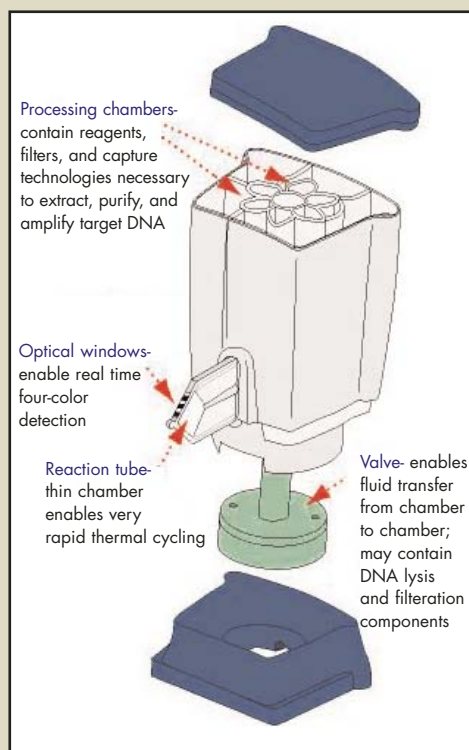 Processing chambers-
contain reagents,
filters, and capture
technologies necessary
to extract, purify, and
amplify target DNA
Optical windows-
enable real time
four-color
detection
Reaction tube-
thin chamber
enables very
rapid thermal cycling
Valve- enables
fluid transfer
from chamber
to chamber;
may contain
DNA lysis
and filteration
components